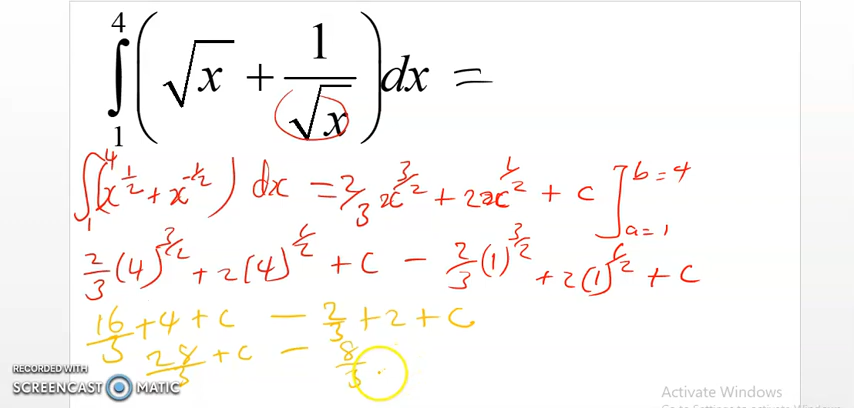 ∫₁⁴ (√x + 1/√x) dx =
∫₁⁴ (x^(1/2) + x^(-1/2)) dx = 2/3 x^(3/2) + 2x^(1/2) + c ]_(a=1)^(b=4)
2/3 (4)^(3/2) + 2(4)^(1/2) + c - 2/3 (1)^(3/2) + 2(1)^(1/2) + c
16/3 + 4 + c - 2/3 + 2 + c
28/3 + c - 8/3
RECORDED WITH
SCREENCAST MATIC
Activate Windows